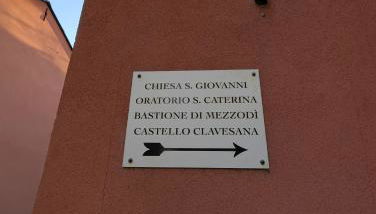 CHIESA S. GIOVANNI
ORATORIO S. CATERINA
BASTIONE DI MEZZODÌ
CASTELLO CLAVESANA